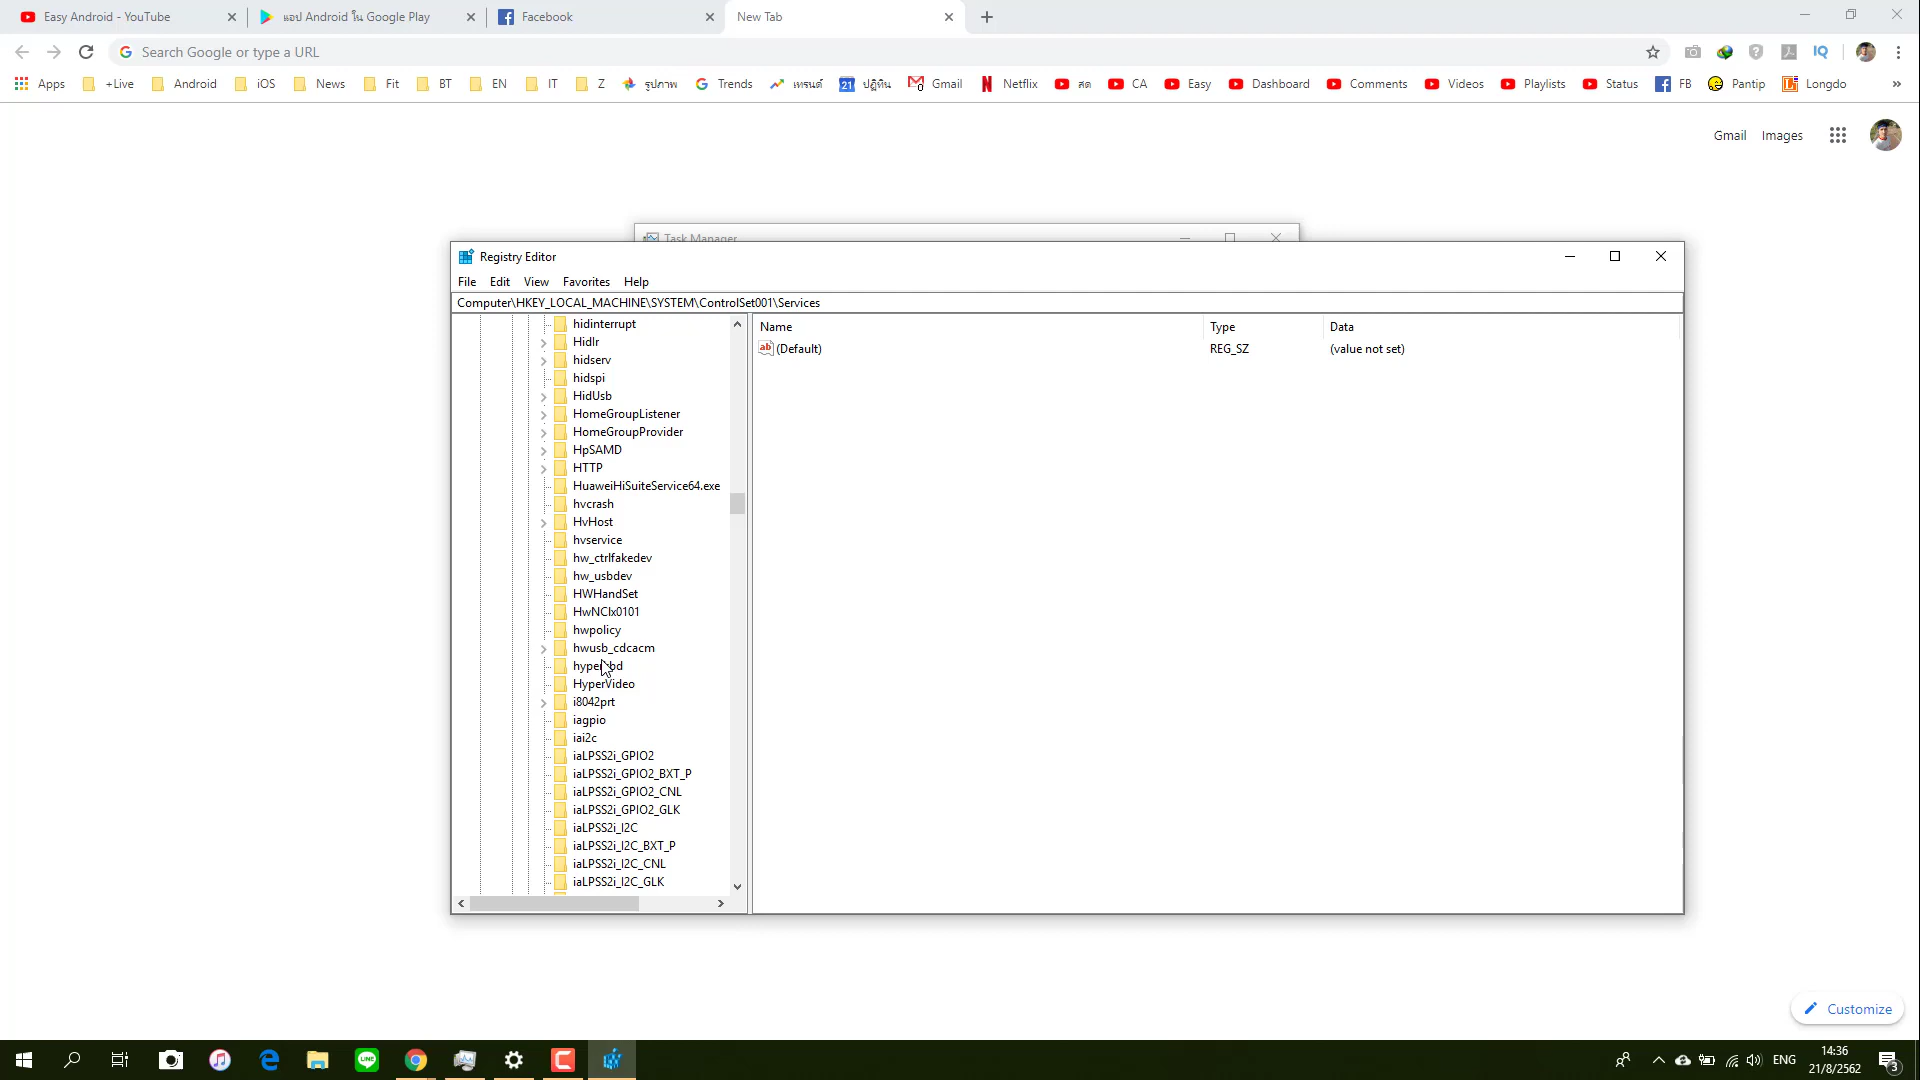 Easy Android - YouTube
แอป Android ใน Google Play
Facebook
New Tab
Search Google or type a URL
Apps
+Live
Android
iOS
News
Fit
BT
EN
IT
Z
รูปภาพ
Trends
เทรนด์
21
ปฏิทิน
Gmail
Netflix
สด
CA
Easy
Dashboard
Comments
Videos
Playlists
Status
FB
Pantip
Longdo
Gmail
Images
Task Manager
Registry Editor
File
Edit
View
Favorites
Help
Computer\HKEY_LOCAL_MACHINE\SYSTEM\ControlSet001\Services
Name
Type
Data
(Default)
REG_SZ
(value not set)
hidinterrupt
HidIr
hidserv
hidspi
HidUsb
HomeGroupListener
HomeGroupProvider
HpSAMD
HTTP
HuaweiHiSuiteService64.exe
hvcrash
HvHost
hvservice
hw_ctrlfakedev
hw_usbdev
HWHandSet
HwNClx0101
hwpolicy
hwusb_cdcacm
HyperVideo
i8042prt
iagpio
iai2c
iaLPSS2i_GPIO2
iaLPSS2i_GPIO2_BXT_P
iaLPSS2i_GPIO2_CNL
iaLPSS2i_GPIO2_GLK
iaLPSS2i_I2C
iaLPSS2i_I2C_BXT_P
iaLPSS2i_I2C_CNL
iaLPSS2i_I2C_GLK
Customize
ENG
14:36
21/8/2562
3